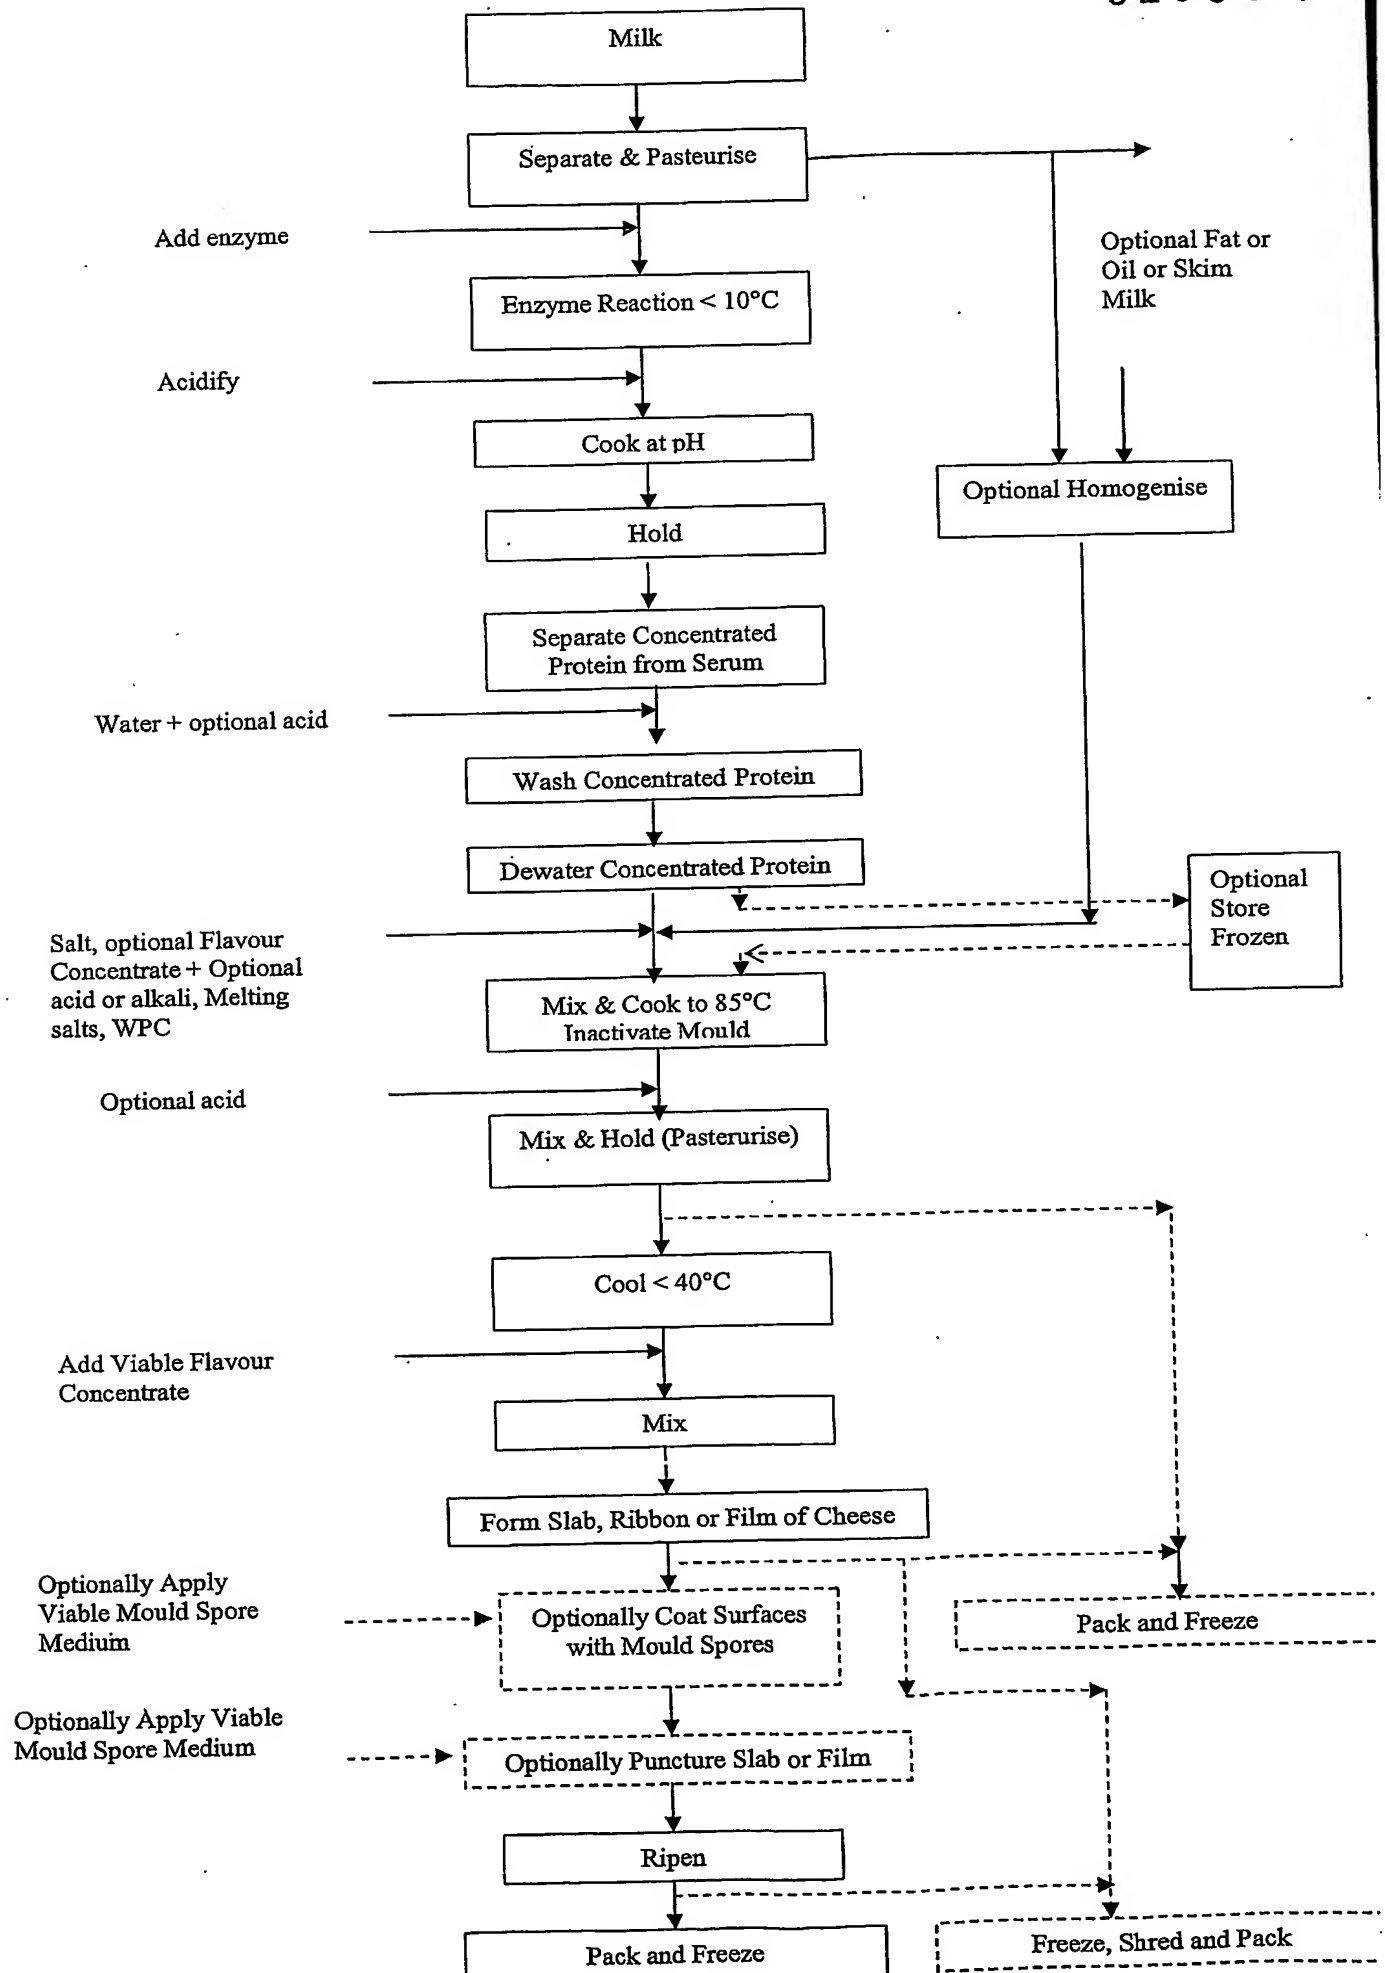 Milk
Separate & Pasteurise
Add enzyme
Optional Fat or
Oil or Skim
Milk
Enzyme Reaction < 10°C
Acidify
Cook at pH
Optional Homogenise
Hold
Separate Concentrated
Protein from Serum
Water + optional acid
Wash Concentrated Protein
Dewater Concentrated Protein
Optional
Store
Frozen
Salt, optional Flavour
Concentrate + Optional
acid or alkali, Melting
salts, WPC
Mix & Cook to 85°C
Inactivate Mould
Optional acid
Mix & Hold (Pasterurise)
Cool < 40°C
Add Viable Flavour
Concentrate
Mix
Form Slab, Ribbon or Film of Cheese
Optionally Apply
Viable Mould Spore
Medium
Optionally Coat Surfaces
with Mould Spores
Pack and Freeze
Optionally Apply Viable
Mould Spore Medium
Optionally Puncture Slab or Film
Ripen
Pack and Freeze
Freeze, Shred and Pack